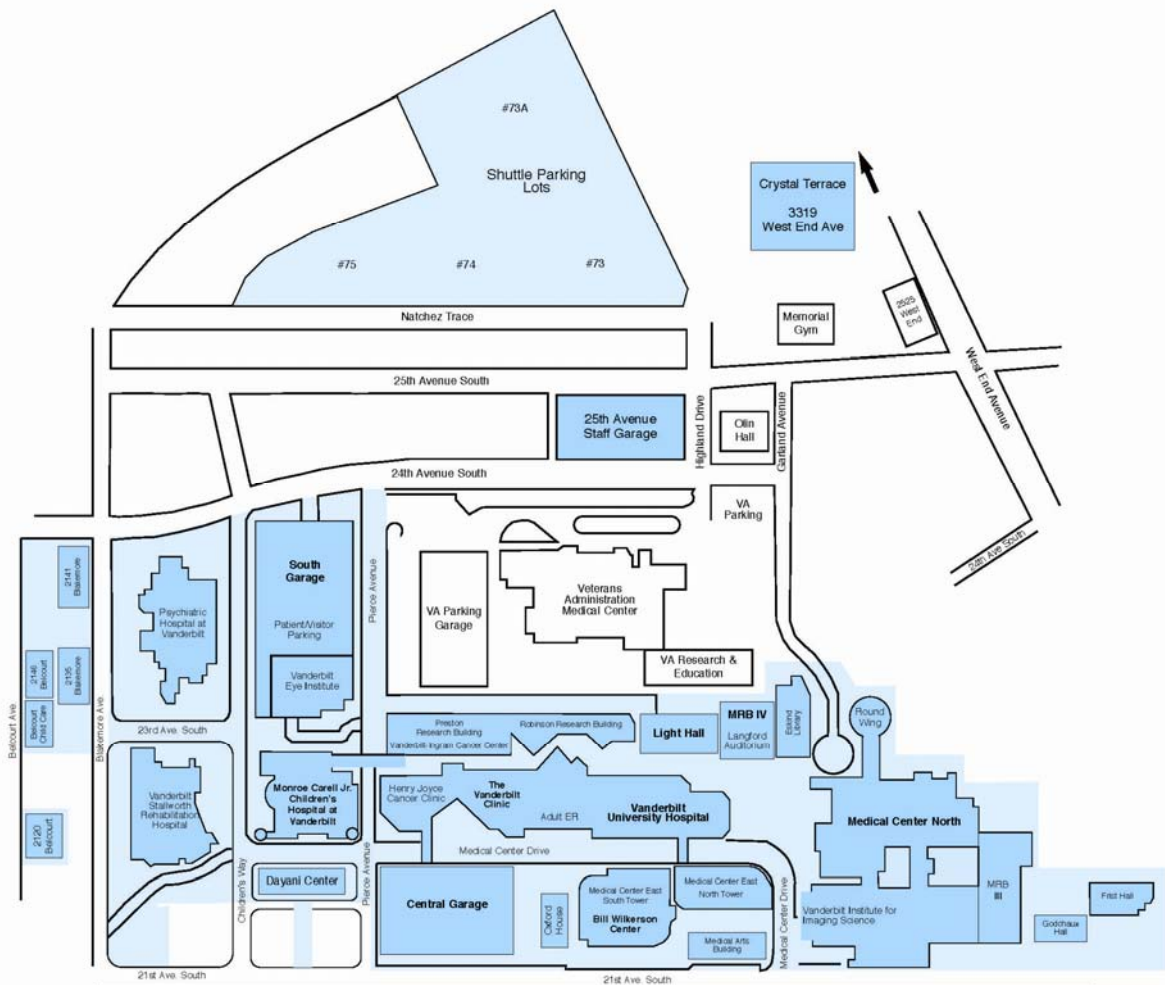 #73A
Shuttle Parking
Lots
#75
#74
#73
Crystal Terrace
3319
West End Ave
2525
West
End
Memorial
Gym
Natchez Trace
West End Avenue
25th Avenue South
25th Avenue
Staff Garage
Highland Drive
Olin
Hall
Garland Avenue
24th Avenue South
VA
Parking
24th Ave South
2141
Blakemore
Psychiatric
Hospital at
Vanderbilt
South
Garage
Patient/Visitor
Parking
Vanderbilt
Eye Institute
Pierce Avenue
VA Parking
Garage
Veterans
Administration
Medical Center
VA Research &
Education
2146
Belcourt
2135
Blakemore
Belcourt
Child Care
Belcourt Ave
Blakemore Ave.
23rd Ave. South
Preston
Research Building
Vanderbilt-Ingram Cancer Center
Robinson Research Building
Light Hall
MRB IV
Langford
Auditorium
Eskind
Library
Round
Wing
Vanderbilt
Stallworth
Rehabilitation
Hospital
Monroe Carell Jr.
Children's
Hospital at
Vanderbilt
Henry Joyce
Cancer Clinic
The
Vanderbilt
Clinic
Adult ER
Vanderbilt
University Hospital
Medical Center North
2120
Belcourt
Medical Center Drive
Children's Way
Dayani Center
Pierce Avenue
Central Garage
Oxford
House
Medical Center East
South Tower
Bill Wilkerson
Center
Medical Center East
North Tower
Medical Arts
Building
Medical Center Drive
Vanderbilt Institute for
Imaging Science
MRB
III
Godchaux
Hall
Frist Hall
21st Ave. South
21st Ave. South